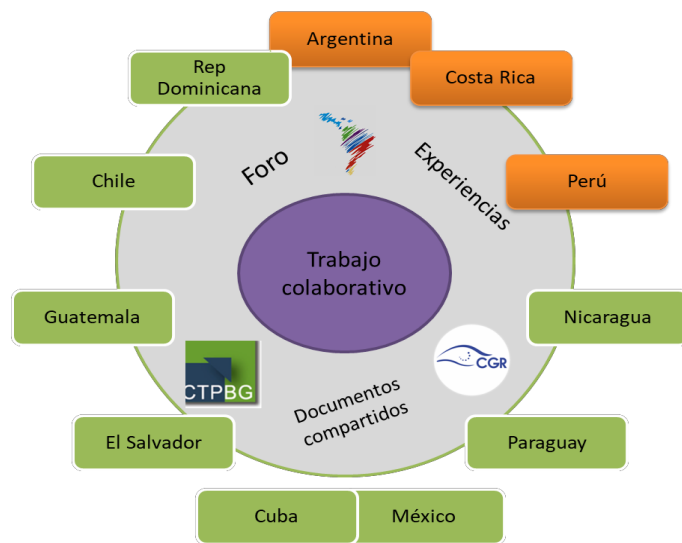 Argentina
Rep
Dominicana
Costa Rica
Foro
Experiencias
Chile
Perú
Trabajo
colaborativo
Guatemala
Nicaragua
CGR
CTPBG
Documentos
compartidos
El Salvador
Paraguay
Cuba
México